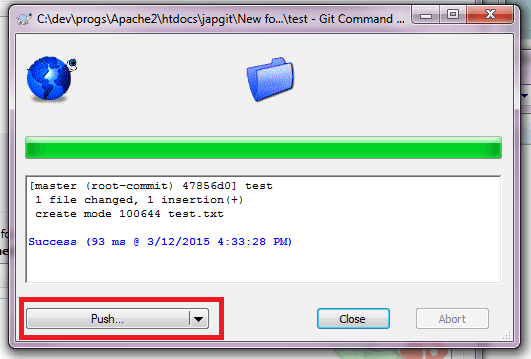 C:\dev\progs\Apache2\htdocs\japgit\New fo...\test - Git Command ...
[master (root-commit) 47856d0] test
1 file changed, 1 insertion(+)
create mode 100644 test.txt
Success (93 ms @ 3/12/2015 4:33:28 PM)
Push...
Close
Abort